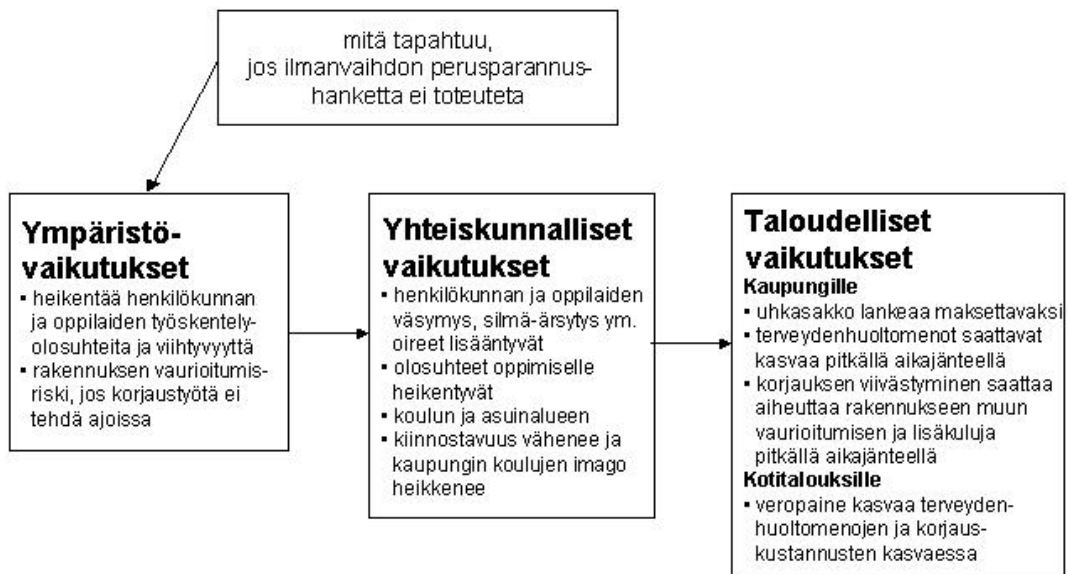 mitä tapahtuu,
jos ilmanvaihdon perusparannus-
hanketta ei toteuteta
Ympäristö-
vaikutukset
▪ heikentää henkilökunnan
ja oppilaiden työskentely-
olosuhteita ja viihtyvyyttä
▪ rakennuksen vaurioitumis-
riski, jos korjaustyötä ei
tehdä ajoissa
Yhteiskunnalliset
vaikutukset
▪ henkilökunnan ja oppilaiden
väsymys, silmä-ärsytys ym.
oireet lisääntyvät
▪ olosuhteet oppimiselle
heikentyvät
▪ koulun ja asuinalueen
▪ kiinnostavuus vähenee ja
kaupungin koulujen imago
heikkenee
Taloudelliset
vaikutukset
Kaupungille
▪ uhkasakko lankeaa maksettavaksi
▪ terveydenhuoltomenot saattavat
kasvaa pitkällä aikajänteellä
▪ korjauksen viivästyminen saattaa
aiheuttaa rakennukseen muun
vaurioitumisen ja lisäkuluja
pitkällä aikajänteellä
Kotitalouksille
▪ veropaine kasvaa terveyden-
huoltomenojen ja korjaus-
kustannusten kasvaessa